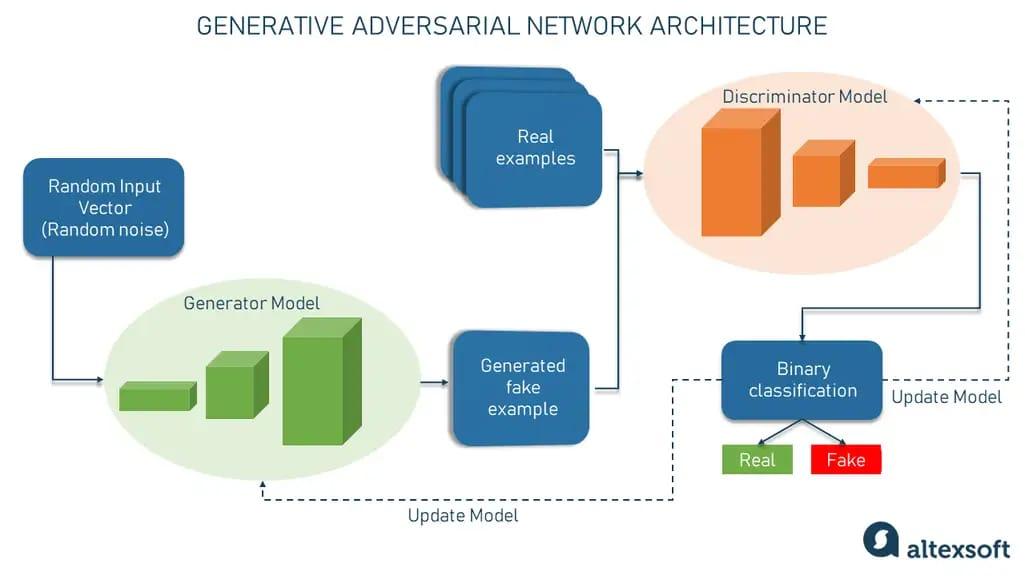 GENERATIVE ADVERSARIAL NETWORK ARCHITECTURE
Real
examples
Discriminator Model
Random Input
Vector
(Random noise)
Generator Model
Generated
fake
example
Binary
classification
Update Model
Real
Fake
Update Model
altexsoft